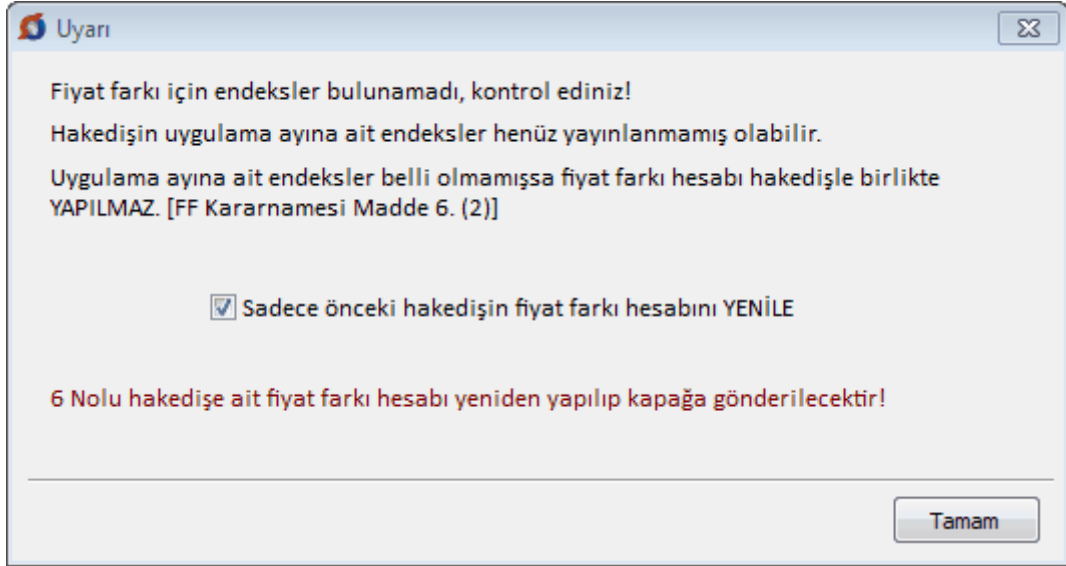 Uyarı
Fiyat farkı için endeksler bulunamadı, kontrol ediniz!
Hakedişin uygulama ayına ait endeksler henüz yayınlanmamış olabilir.
Uygulama ayına ait endeksler belli olmamışsa fiyat farkı hesabı hakedişle birlikte
YAPILMAZ. [FF Kararnamesi Madde 6. (2)]
Sadece önceki hakedişin fiyat farkı hesabını YENİLE
6 Nolu hakedişe ait fiyat farkı hesabı yeniden yapılıp kapağa gönderilecektir!
Tamam